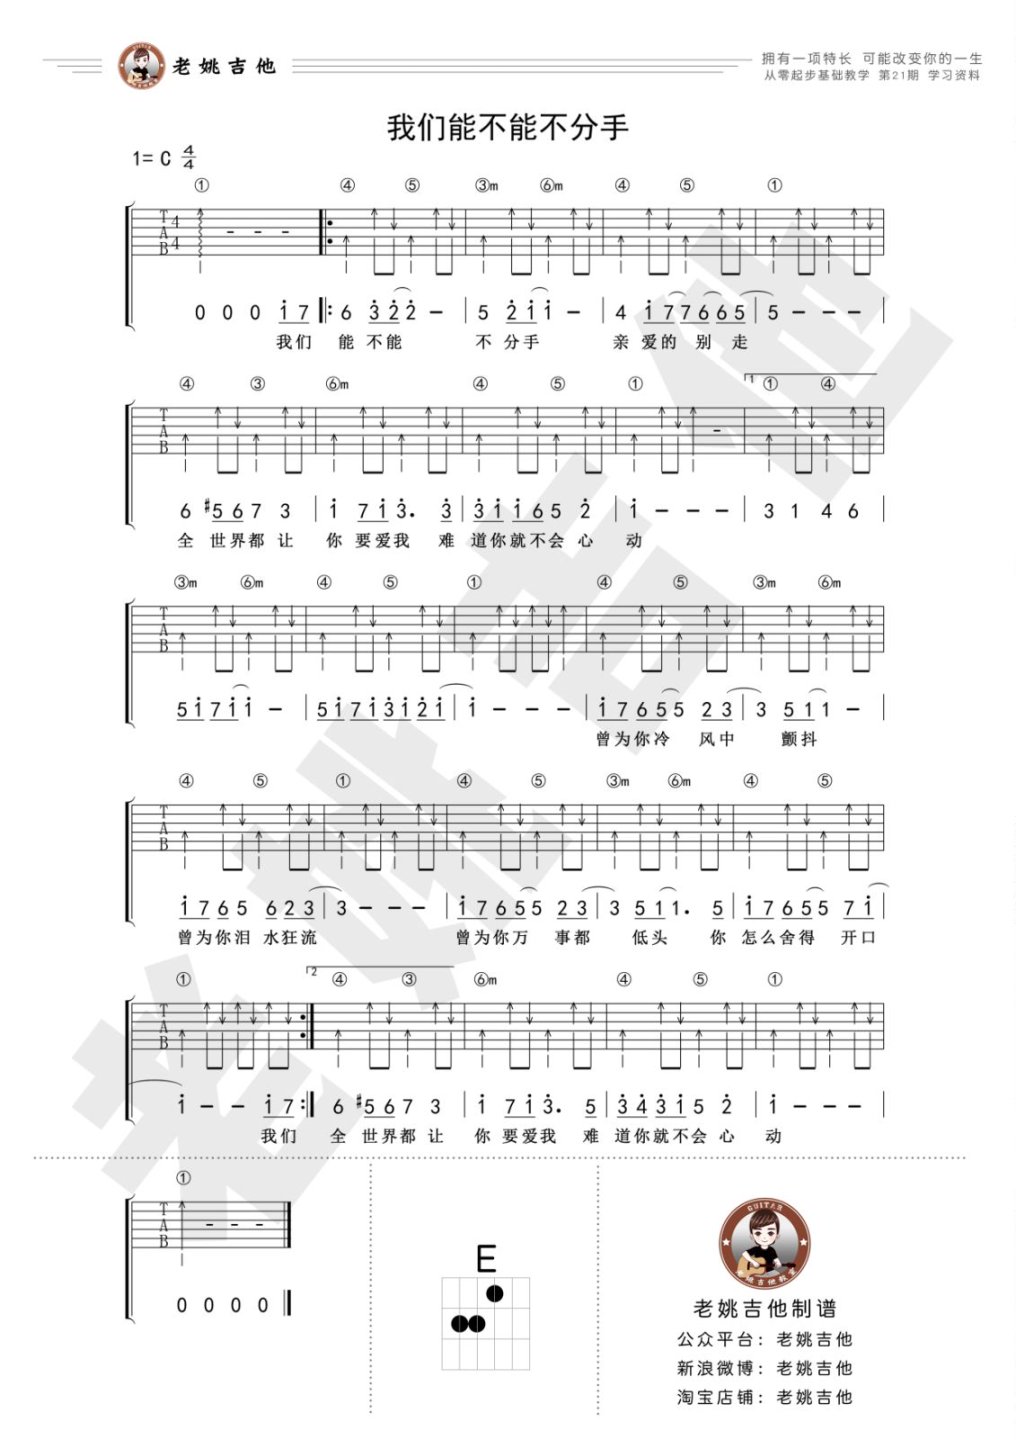 老姚吉他
拥有一项特长 可能改变你的一生
从零起步基础教学 第21期 学习资料
我们能不能不分手
1= C 4/4
① ④ ⑤ ③m ⑥m ④ ⑤ ①
T A B 4 4 - - -
0 0 0 i 7 ‖: 6 3̇ 2̇ 2̇ - | 5 2̇ i i - | 4 i 7 7 6 6 5 | 5 - - - |
我们 能 不能 不 分手 亲 爱的 别 走
④ ③ ⑥m ④ ⑤ ① 1 ① ④
T A B -
6 #5 6 7 3 | i 7 i 3̇. 3̇ | 3̇ i i 6 5 2̇ | i - - - | 3 1 4 6 |
全 世界都 让 你 要爱我 难 道你就不会 心 动
③m ⑥m ④ ⑤ ① ④ ⑤ ③m ⑥m
T A B
5 i 7 i i - | 5 i 7 i 3̇ i 2̇ i | i - - - | i 7 6 5 5 2 3 | 3 5 1 1 - |
曾为你冷 风中 颤抖
④ ⑤ ① ④ ⑤ ③m ⑥m ④ ⑤
T A B
i 7 6 5 6 2 3 | 3 - - - | i 7 6 5 5 2 3 | 3 5 1 1. 5 | i 7 6 5 5 7 i |
曾为你泪 水狂流 曾为你万 事都 低头 你 怎么舍得 开口
① 2 ④ ③ ⑥m ④ ⑤ ①
T A B
i - - i 7 :‖ 6 #5 6 7 3 | i 7 i 3̇. 5 | 3̇ 4̇ 3̇ i 5 2̇ | i - - - |
我们 全 世界都 让 你 要爱我 难 道你就不会 心 动
①
T A B - - -
0 0 0 0 ‖
E
GUITAR
老姚吉他教室
老姚吉他制谱
公众平台：老姚吉他
新浪微博：老姚吉他
淘宝店铺：老姚吉他
老姚吉他